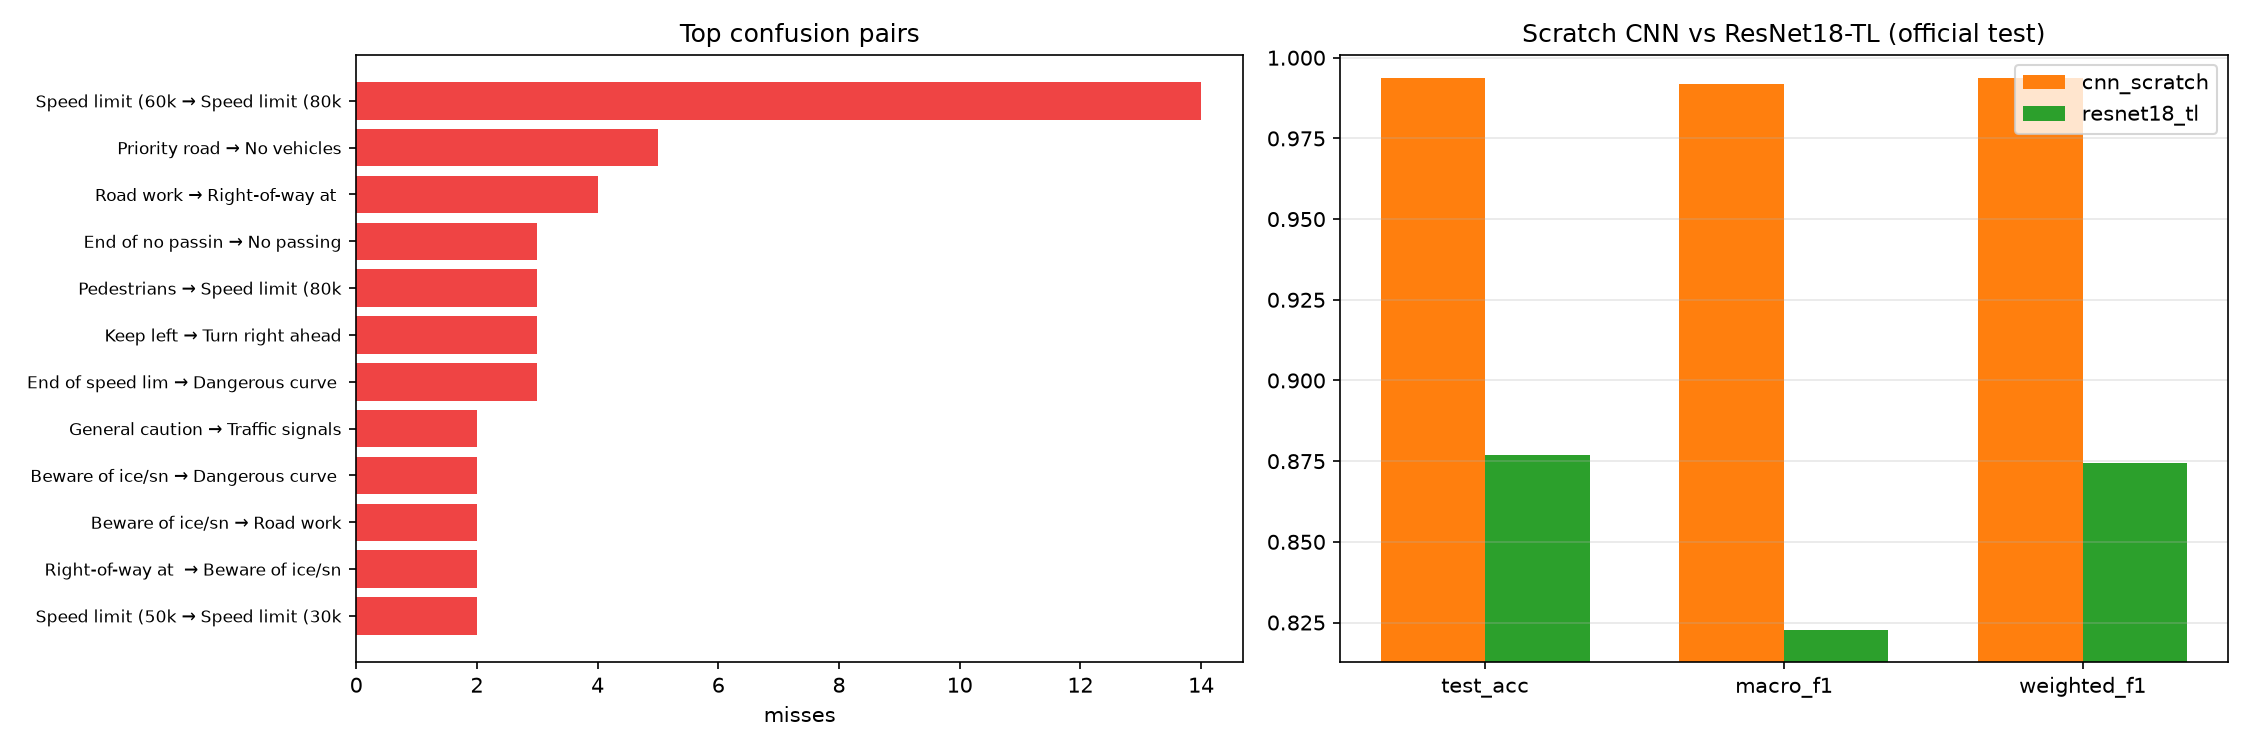 Top confusion pairs
Speed limit (60k → Speed limit (80k
Priority road → No vehicles
Road work → Right-of-way at
End of no passin → No passing
Pedestrians → Speed limit (80k
Keep left → Turn right ahead
End of speed lim → Dangerous curve
General caution → Traffic signals
Beware of ice/sn → Dangerous curve
Beware of ice/sn → Road work
Right-of-way at  → Beware of ice/sn
Speed limit (50k → Speed limit (30k
0 2 4 6 8 10 12 14
misses
Scratch CNN vs ResNet18-TL (official test)
1.000
0.975
0.950
0.925
0.900
0.875
0.850
0.825
cnn_scratch
resnet18_tl
test_acc macro_f1 weighted_f1